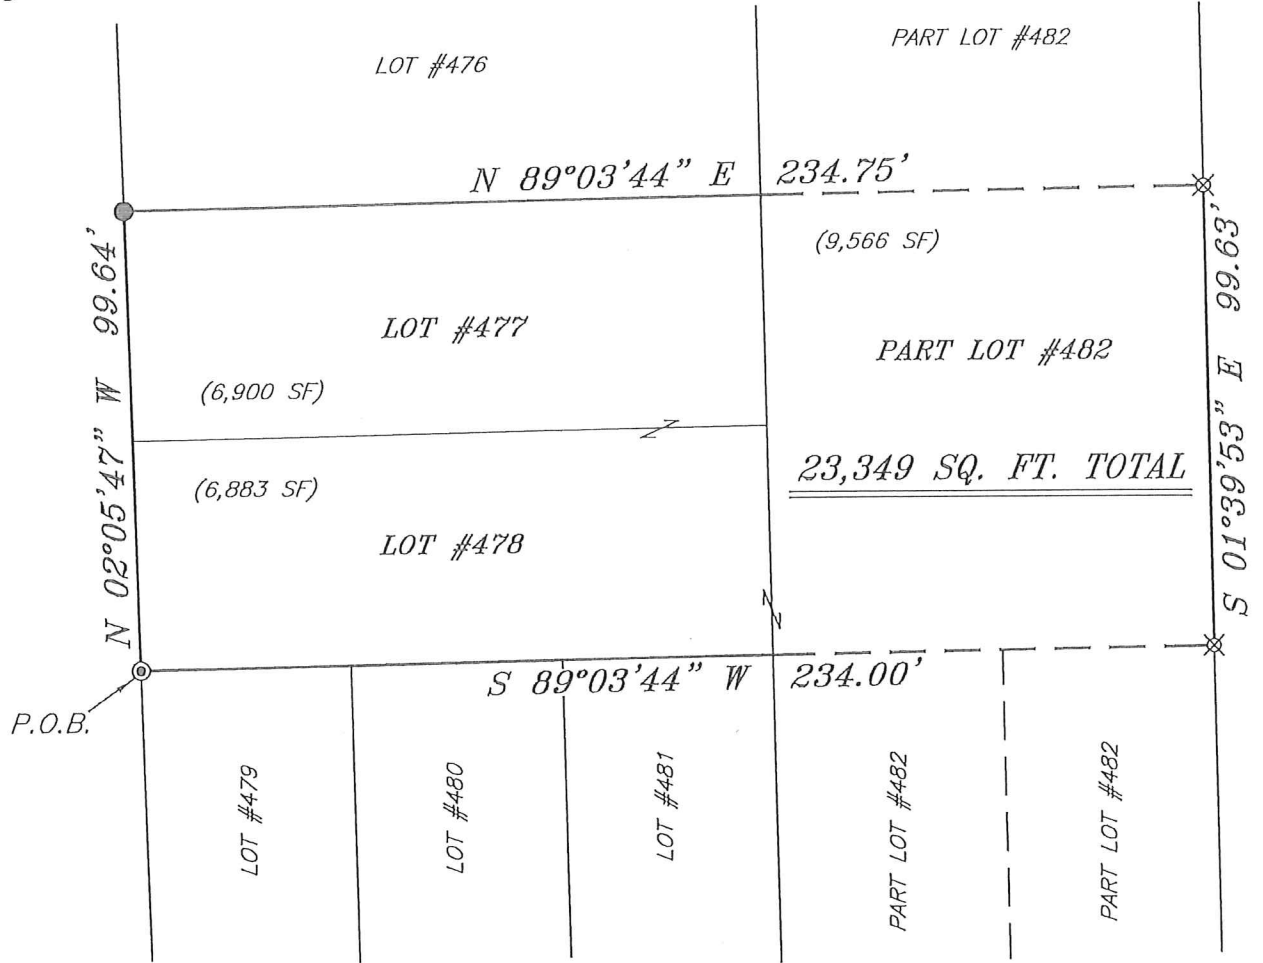 LOT #476
PART LOT #482
N 89°03'44" E 234.75'
N 02°05'47" W 99.64'
S 01°39'53" E 99.63'
(9,566 SF)
LOT #477
PART LOT #482
(6,900 SF)
23,349 SQ. FT. TOTAL
(6,883 SF)
LOT #478
S 89°03'44" W 234.00'
P.O.B.
LOT #479
LOT #480
LOT #481
PART LOT #482
PART LOT #482